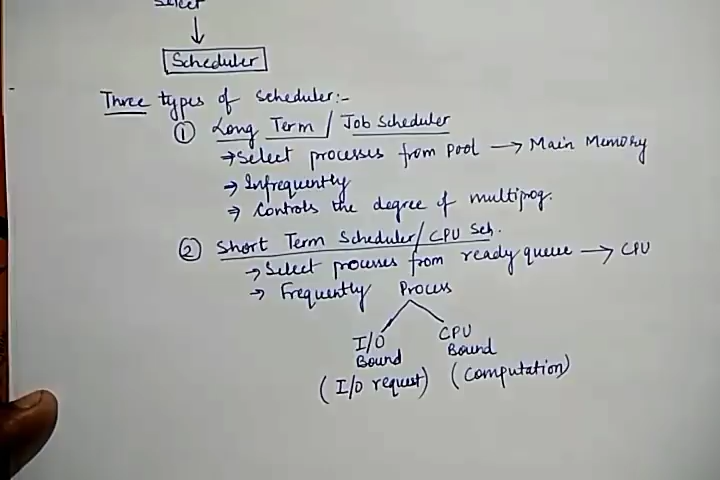 Select
Scheduler
Three types of Scheduler:-
① Long Term / Job Scheduler
→ Select processes from pool → Main Memory
→ Infrequently
→ Controls the degree of multiprog.
② Short Term Scheduler/CPU Sch.
→ Select processes from ready queue → CPU
→ Frequently Process
I/O Bound CPU Bound
(I/O request) (Computation)